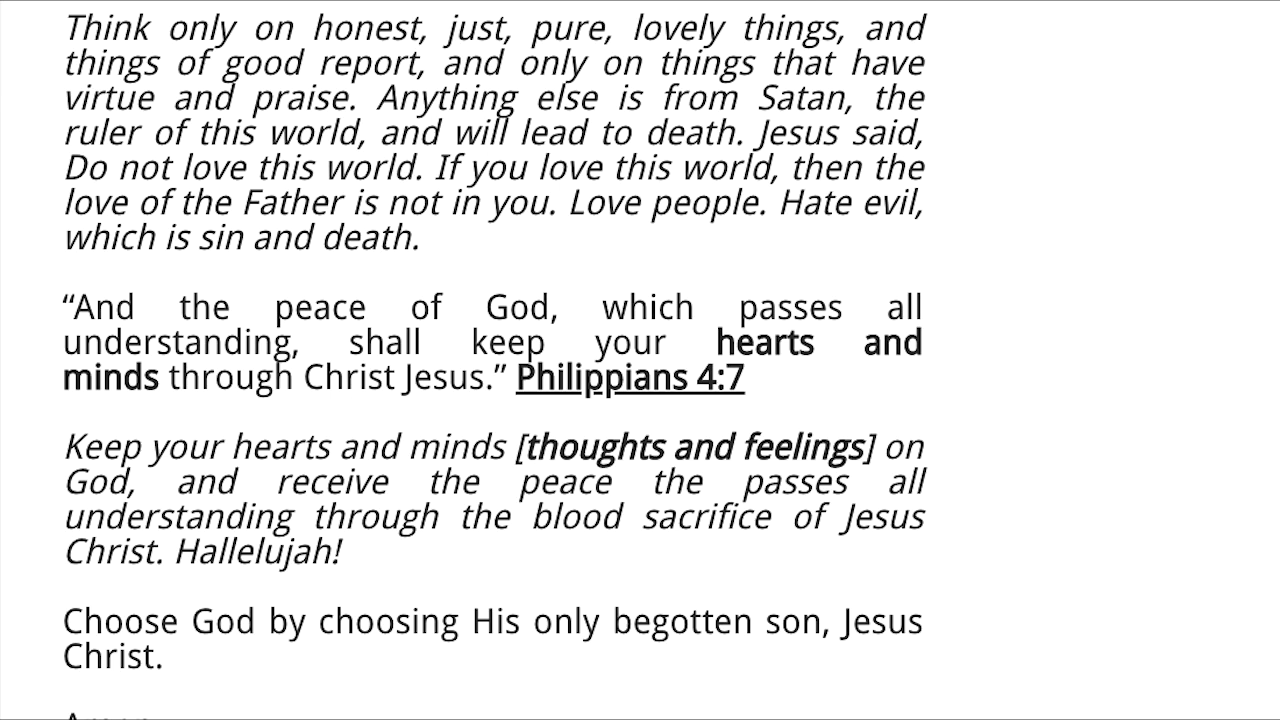 Think only on honest, just, pure, lovely things, and
things of good report, and only on things that have
virtue and praise. Anything else is from Satan, the
ruler of this world, and will lead to death. Jesus said,
Do not love this world. If you love this world, then the
love of the Father is not in you. Love people. Hate evil,
which is sin and death.
“And the peace of God, which passes all
understanding, shall keep your hearts and
minds through Christ Jesus.” Philippians 4:7
Keep your hearts and minds [thoughts and feelings] on
God, and receive the peace the passes all
understanding through the blood sacrifice of Jesus
Christ. Hallelujah!
Choose God by choosing His only begotten son, Jesus
Christ.